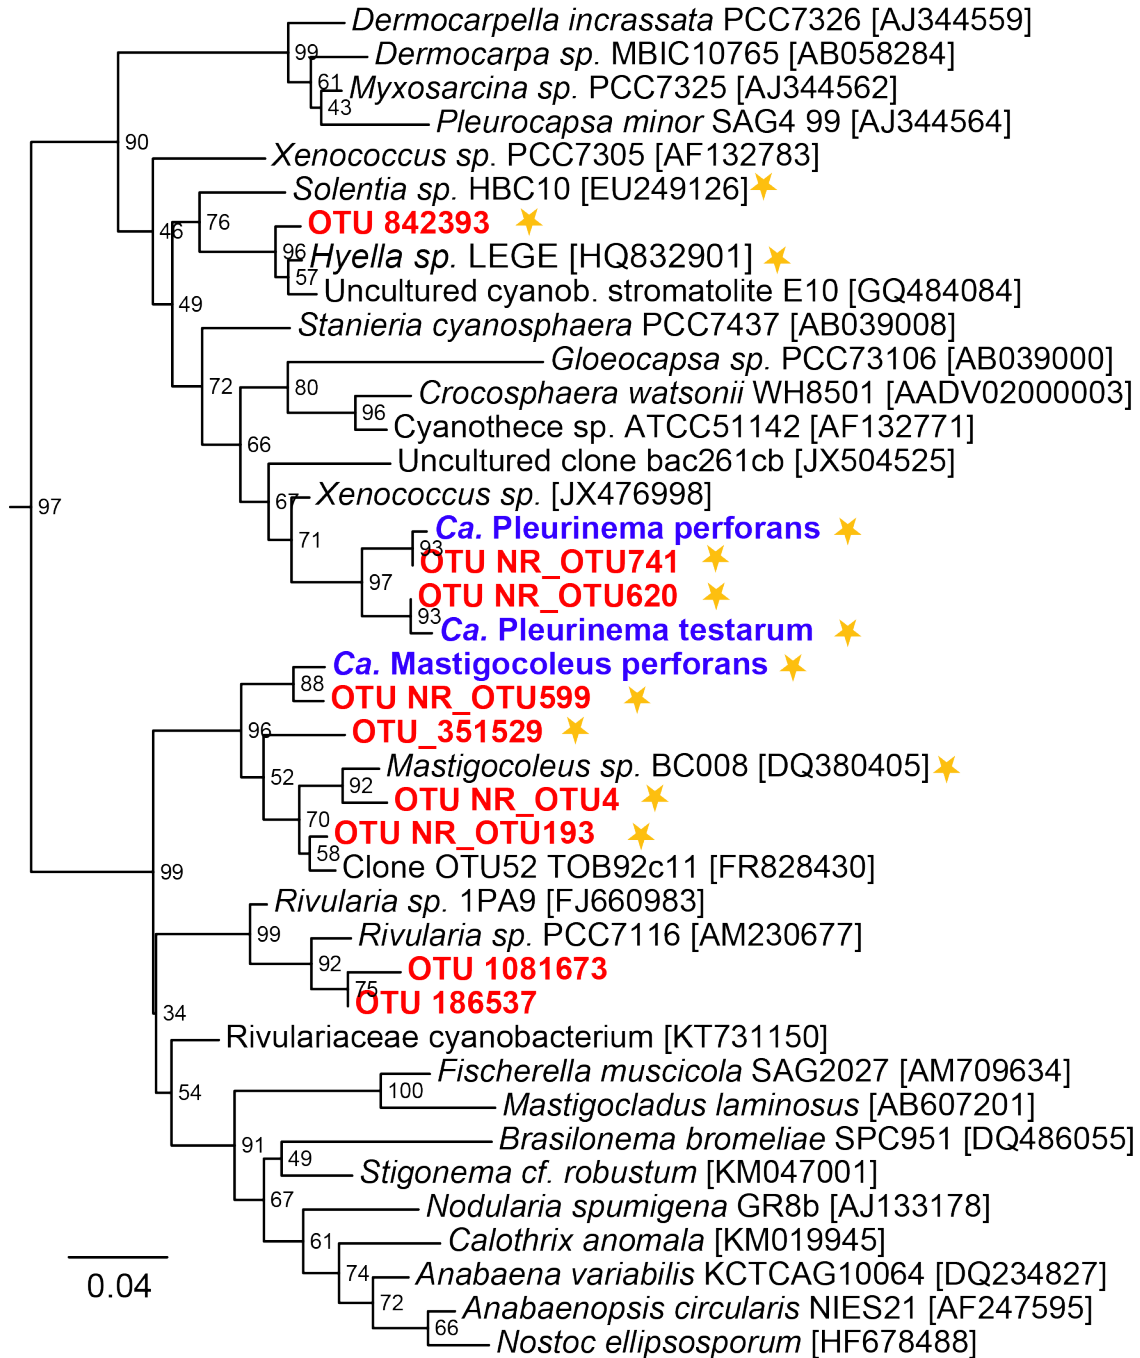 Dermocarpella incrassata PCC7326 [AJ344559]
99
Dermocarpa sp. MBIC10765 [AB058284]
61
Myxosarcina sp. PCC7325 [AJ344562]
43
Pleurocapsa minor SAG4 99 [AJ344564]
90
Xenococcus sp. PCC7305 [AF132783]
Solentia sp. HBC10 [EU249126]
76
OTU 842393
46
96
Hyella sp. LEGE [HQ832901]
57
Uncultured cyanob. stromatolite E10 [GQ484084]
49
Stanieria cyanosphaera PCC7437 [AB039008]
Gloeocapsa sp. PCC73106 [AB039000]
72
80
Crocosphaera watsonii WH8501 [AADV02000003]
96
Cyanothece sp. ATCC51142 [AF132771]
66
Uncultured clone bac261cb [JX504525]
67
Xenococcus sp. [JX476998]
97
71
Ca. Pleurinema perforans
93
OTU NR_OTU741
97
OTU NR_OTU620
93
Ca. Pleurinema testarum
Ca. Mastigocoleus perforans
88
OTU NR_OTU599
96
OTU_351529
52
Mastigocoleus sp. BC008 [DQ380405]
92
OTU NR_OTU4
70
OTU NR_OTU193
58
Clone OTU52 TOB92c11 [FR828430]
99
Rivularia sp. 1PA9 [FJ660983]
99
Rivularia sp. PCC7116 [AM230677]
92
OTU 1081673
75
OTU 186537
34
Rivulariaceae cyanobacterium [KT731150]
Fischerella muscicola SAG2027 [AM709634]
54
100
Mastigocladus laminosus [AB607201]
91
Brasilonema bromeliae SPC951 [DQ486055]
49
Stigonema cf. robustum [KM047001]
67
Nodularia spumigena GR8b [AJ133178]
61
Calothrix anomala [KM019945]
74
Anabaena variabilis KCTCAG10064 [DQ234827]
72
Anabaenopsis circularis NIES21 [AF247595]
66
Nostoc ellipsosporum [HF678488]
0.04